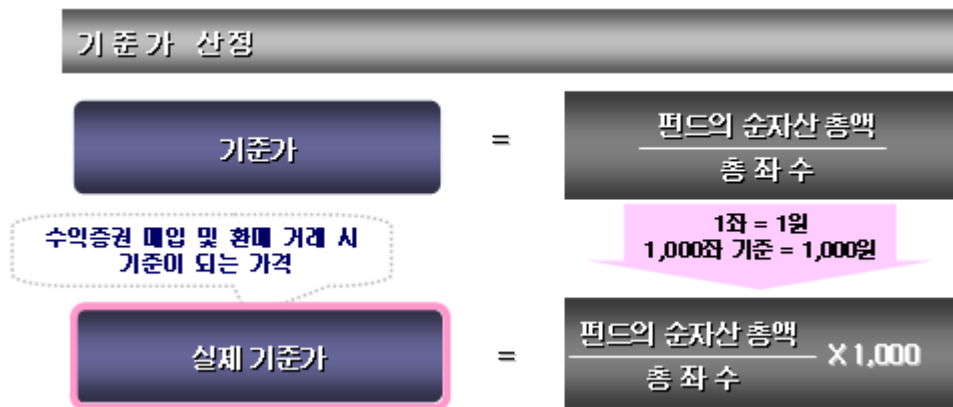 기준가 산정
기준가
=
펀드의 순자산 총액
총 좌 수
수익증권 매입 및 환매 거래 시
기준이 되는 가격
1좌 = 1원
1,000좌 기준 = 1,000원
실제 기준가
=
펀드의 순자산 총액
총 좌 수
X 1,000